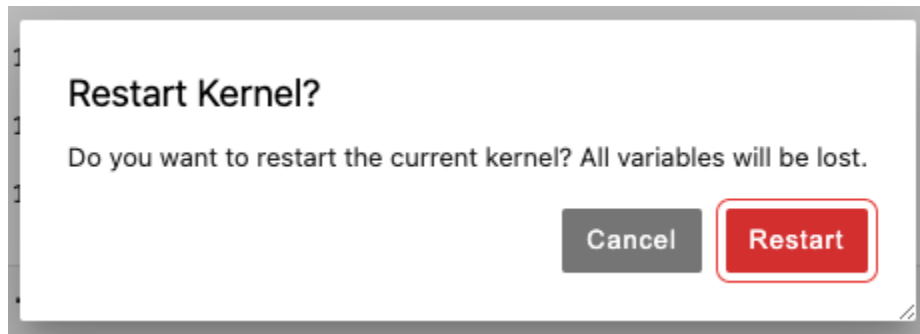 Restart Kernel?
Do you want to restart the current kernel? All variables will be lost.
Cancel Restart